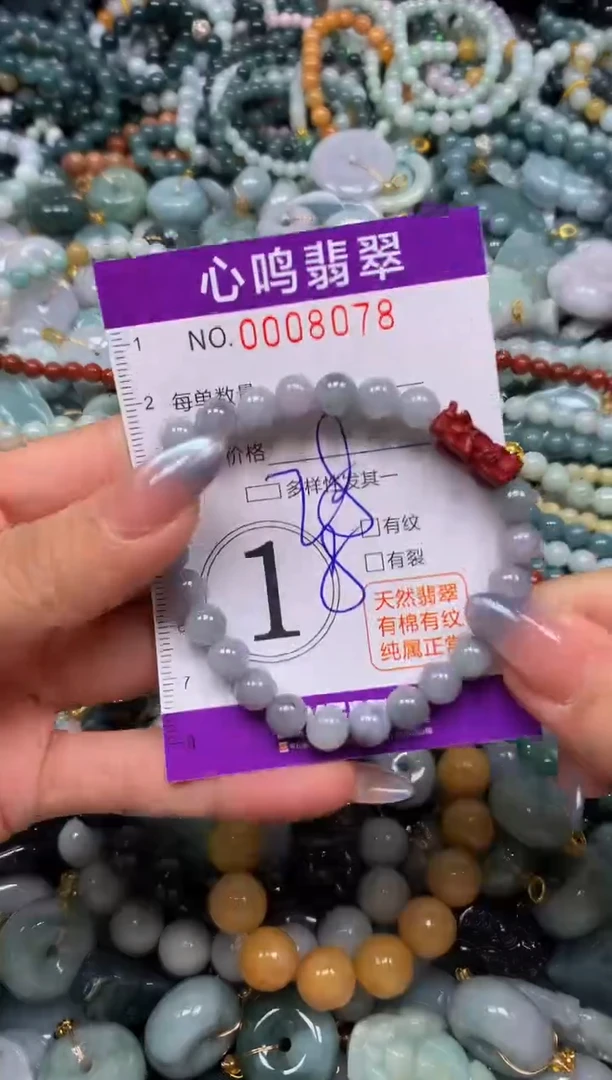 心鸣翡翠
NO.0008078
1
2
每单数量
价格
多样性发其一
有纹
1
有裂
天然翡翠
有棉有纹
纯属正常
7